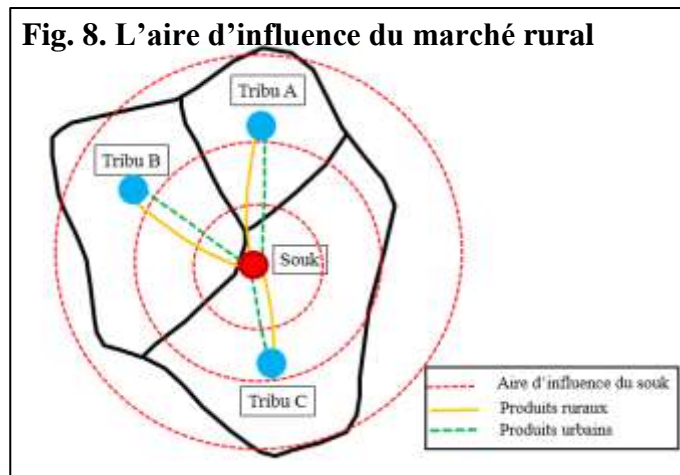 Fig. 8. L’aire d’influence du marché rural
Tribu A
Tribu B
Souk
Tribu C
Aire d’influence du souk
Produits ruraux
Produits urbains